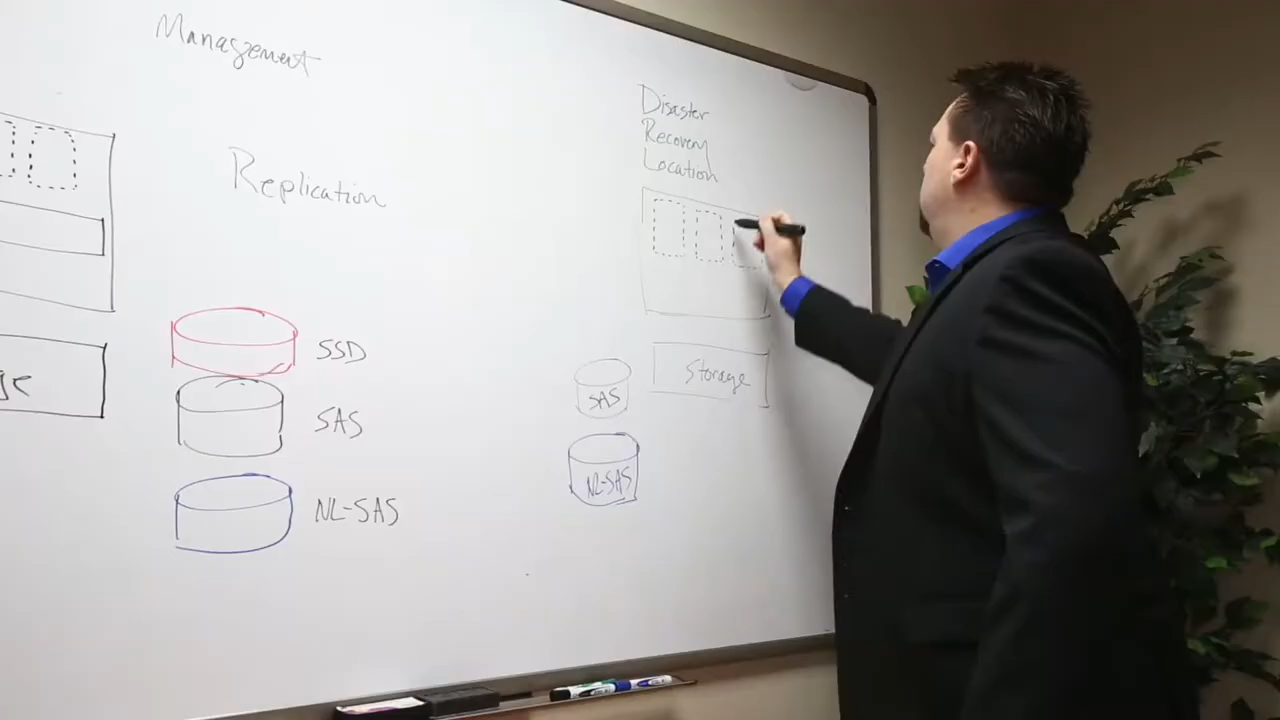 Management
Disaster
Recovery
Location
Replication
SSD
Storage
SAS
SAS
NL-SAS
NL-SAS